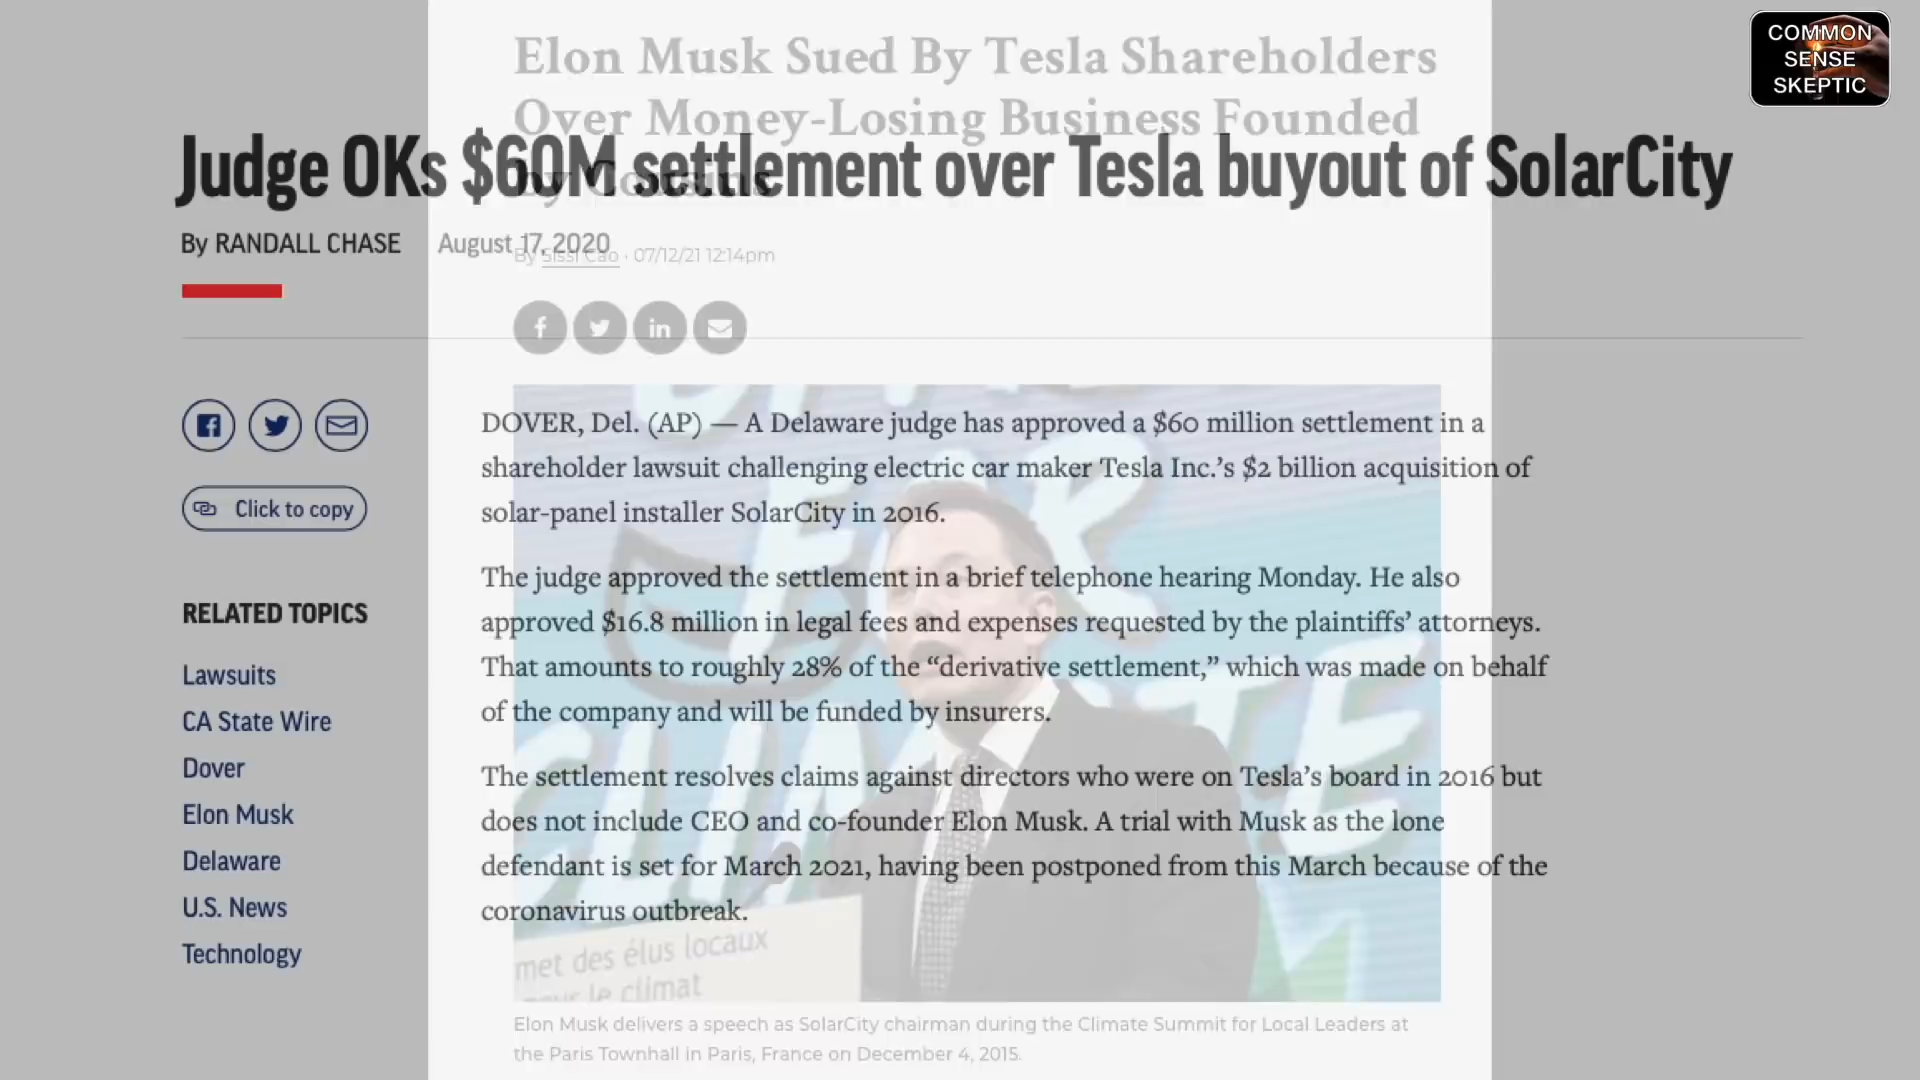 COMMON
SENSE
SKEPTIC
Elon Musk Sued By Tesla Shareholders
Over Money-Losing Business Founded
by Cousins
By Sissi Cao · 07/12/21 12:14pm
Judge OKs $60M settlement over Tesla buyout of SolarCity
By RANDALL CHASE August 17, 2020
Click to copy
RELATED TOPICS
Lawsuits
CA State Wire
Dover
Elon Musk
Delaware
U.S. News
Technology
DOVER, Del. (AP) — A Delaware judge has approved a $60 million settlement in a
shareholder lawsuit challenging electric car maker Tesla Inc.’s $2 billion acquisition of
solar-panel installer SolarCity in 2016.
The judge approved the settlement in a brief telephone hearing Monday. He also
approved $16.8 million in legal fees and expenses requested by the plaintiffs’ attorneys.
That amounts to roughly 28% of the “derivative settlement,” which was made on behalf
of the company and will be funded by insurers.
The settlement resolves claims against directors who were on Tesla’s board in 2016 but
does not include CEO and co-founder Elon Musk. A trial with Musk as the lone
defendant is set for March 2021, having been postponed from this March because of the
coronavirus outbreak.
met des élus locaux
le climat
Elon Musk delivers a speech as SolarCity chairman during the Climate Summit for Local Leaders at
the Paris Townhall in Paris, France on December 4, 2015.